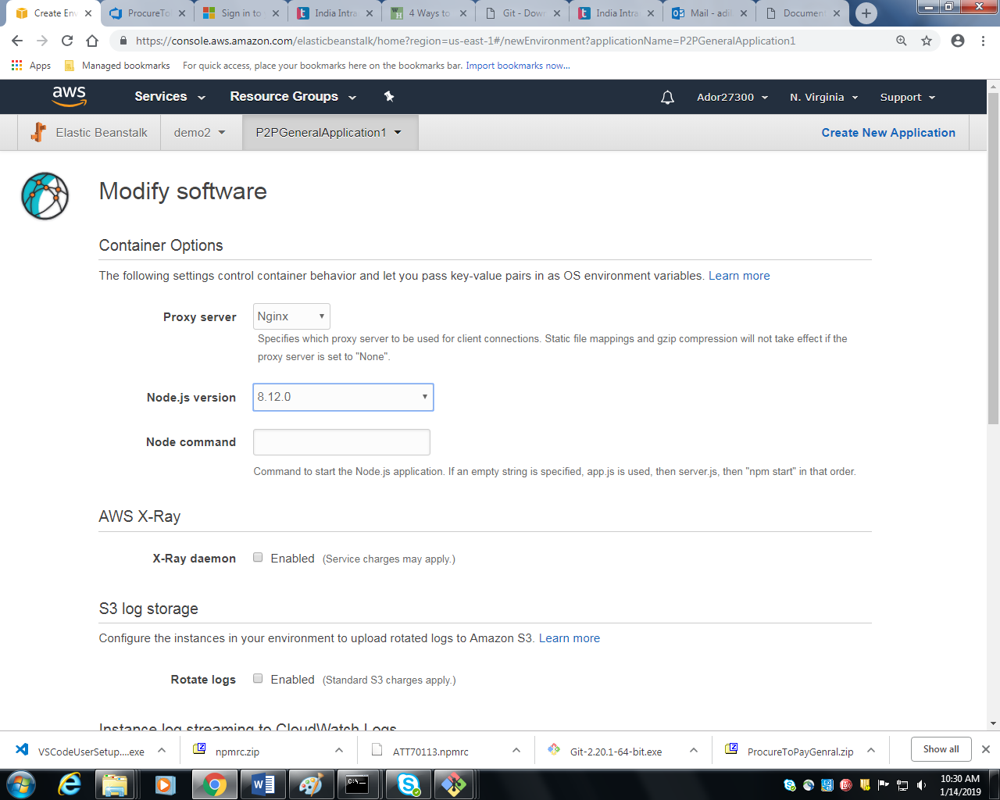 Create En
ProcureTo
Sign in to
India Intra
4 Ways to
Git - Down
India Intra
Mail - adi
Document
https://console.aws.amazon.com/elasticbeanstalk/home?region=us-east-1#/newEnvironment?applicationName=P2PGeneralApplication1
Apps
Managed bookmarks
For quick access, place your bookmarks here on the bookmarks bar. Import bookmarks now...
aws
Services
Resource Groups
Ador27300
N. Virginia
Support
Elastic Beanstalk
demo2
P2PGeneralApplication1
Create New Application
Modify software
Container Options
The following settings control container behavior and let you pass key-value pairs in as OS environment variables. Learn more
Proxy server
Nginx
Specifies which proxy server to be used for client connections. Static file mappings and gzip compression will not take effect if the
proxy server is set to "None".
Node.js version
8.12.0
Node command
Command to start the Node.js application. If an empty string is specified, app.js is used, then server.js, then "npm start" in that order.
AWS X-Ray
X-Ray daemon
Enabled (Service charges may apply.)
S3 log storage
Configure the instances in your environment to upload rotated logs to Amazon S3. Learn more
Rotate logs
Enabled (Standard S3 charges apply.)
Instance log streaming to CloudWatch Logs
VSCodeUserSetup....exe
npmrc.zip
ATT70113.npmrc
Git-2.20.1-64-bit.exe
ProcureToPayGenral.zip
Show all
10:30 AM
1/14/2019